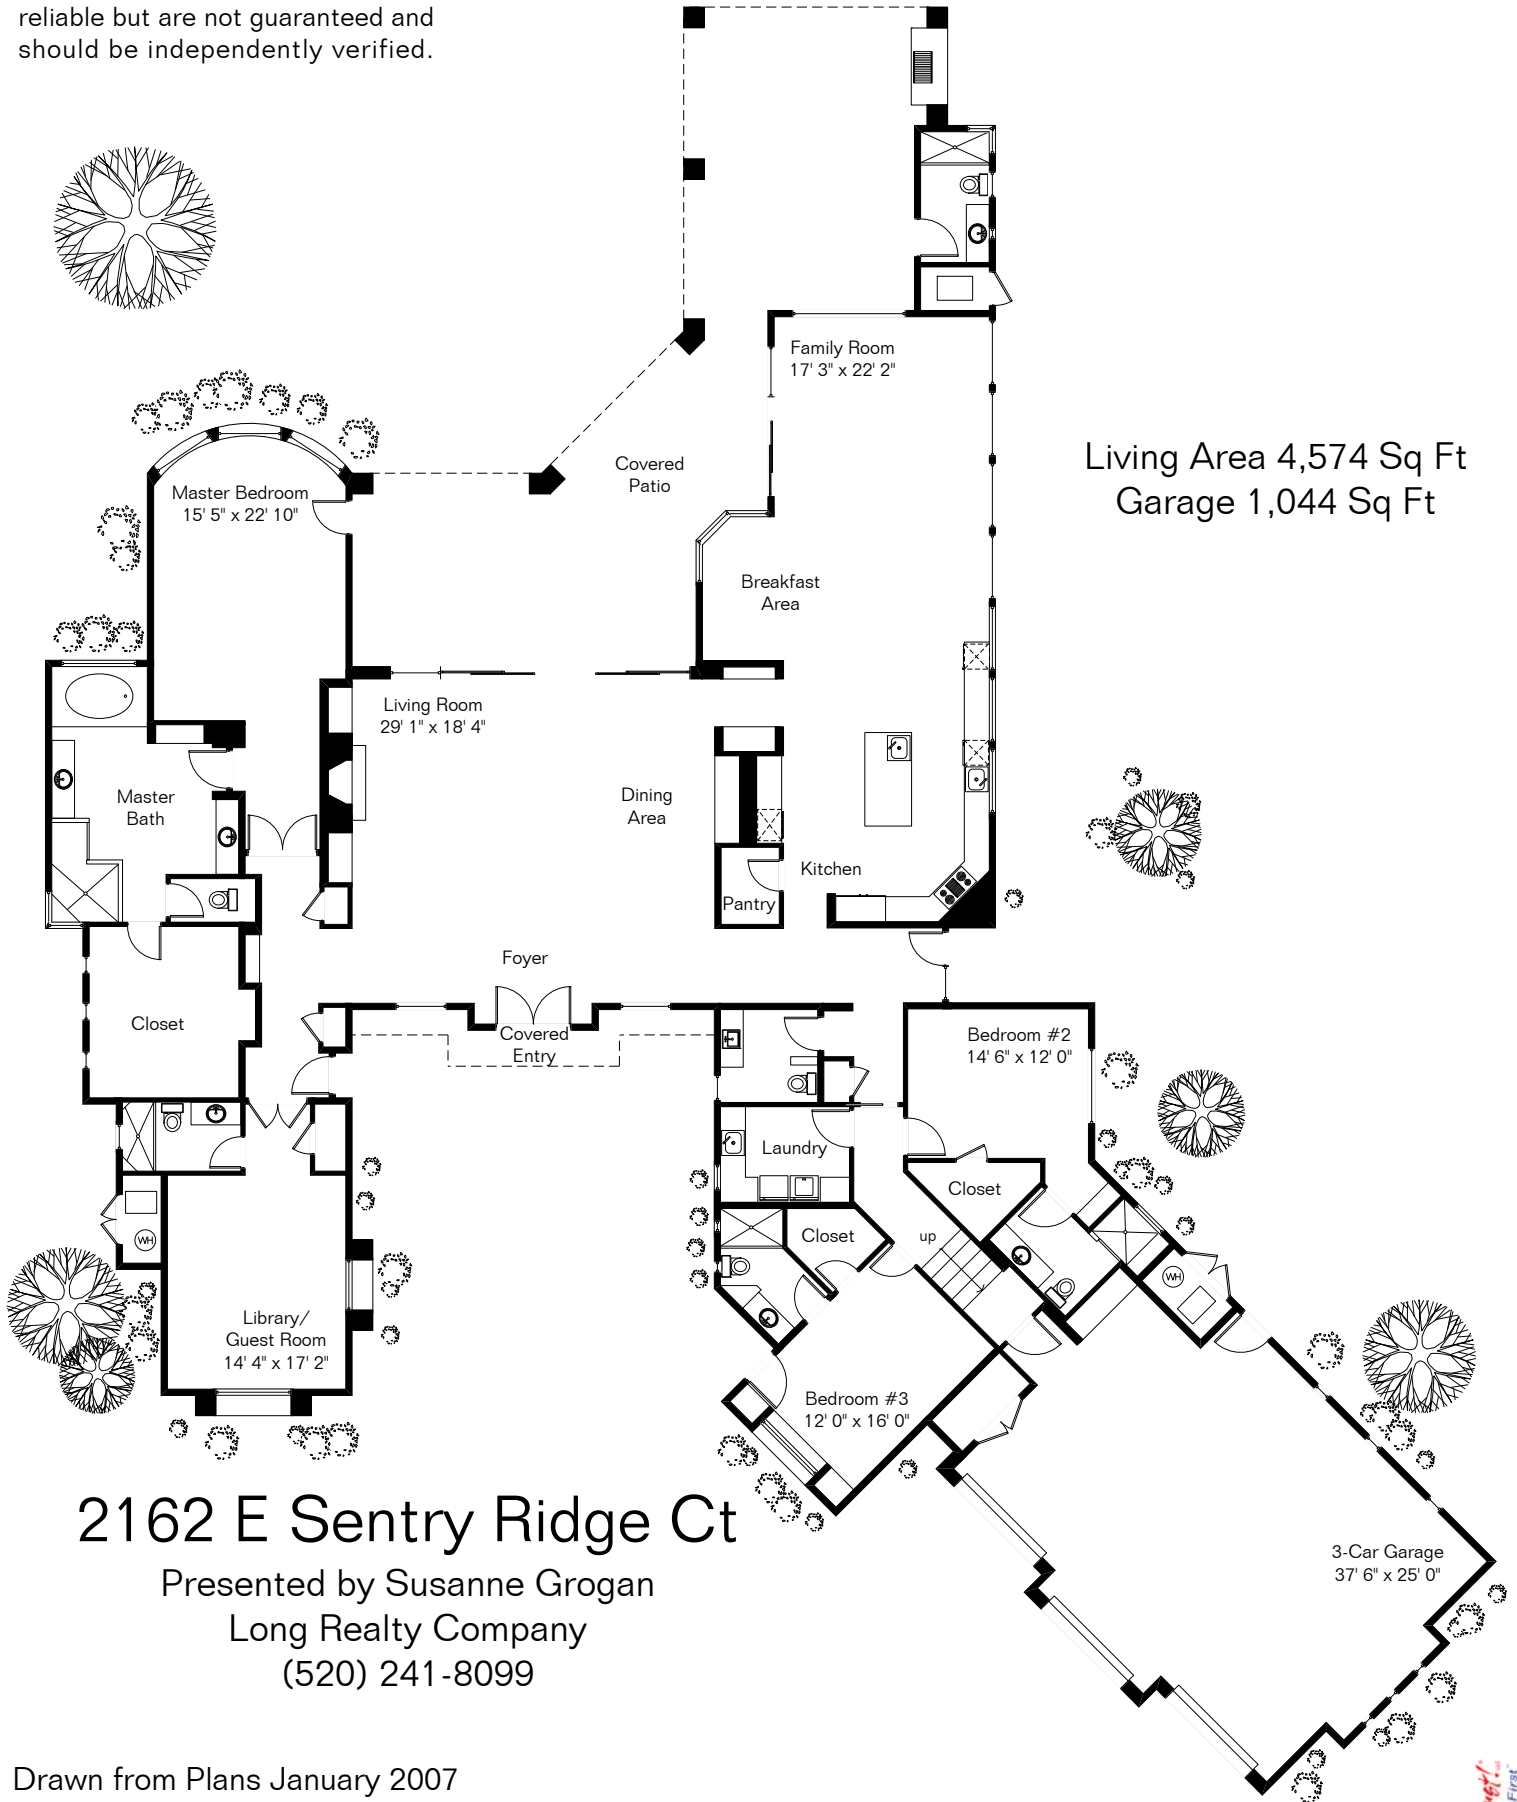 reliable but are not guaranteed and
should be independently verified.
Family Room
17' 3" x 22' 2"
Living Area 4,574 Sq Ft
Garage 1,044 Sq Ft
Covered
Patio
Master Bedroom
15' 5" x 22' 10"
Breakfast
Area
Living Room
29' 1" x 18' 4"
Master
Bath
Dining
Area
Kitchen
Pantry
Foyer
Closet
Covered
Entry
Bedroom #2
14' 6" x 12' 0"
Laundry
Closet
Closet
up
WH
WH
Library/
Guest Room
14' 4" x 17' 2"
Bedroom #3
12' 0" x 16' 0"
2162 E Sentry Ridge Ct
Presented by Susanne Grogan
Long Realty Company
(520) 241-8099
3-Car Garage
37' 6" x 25' 0"
Drawn from Plans January 2007
First